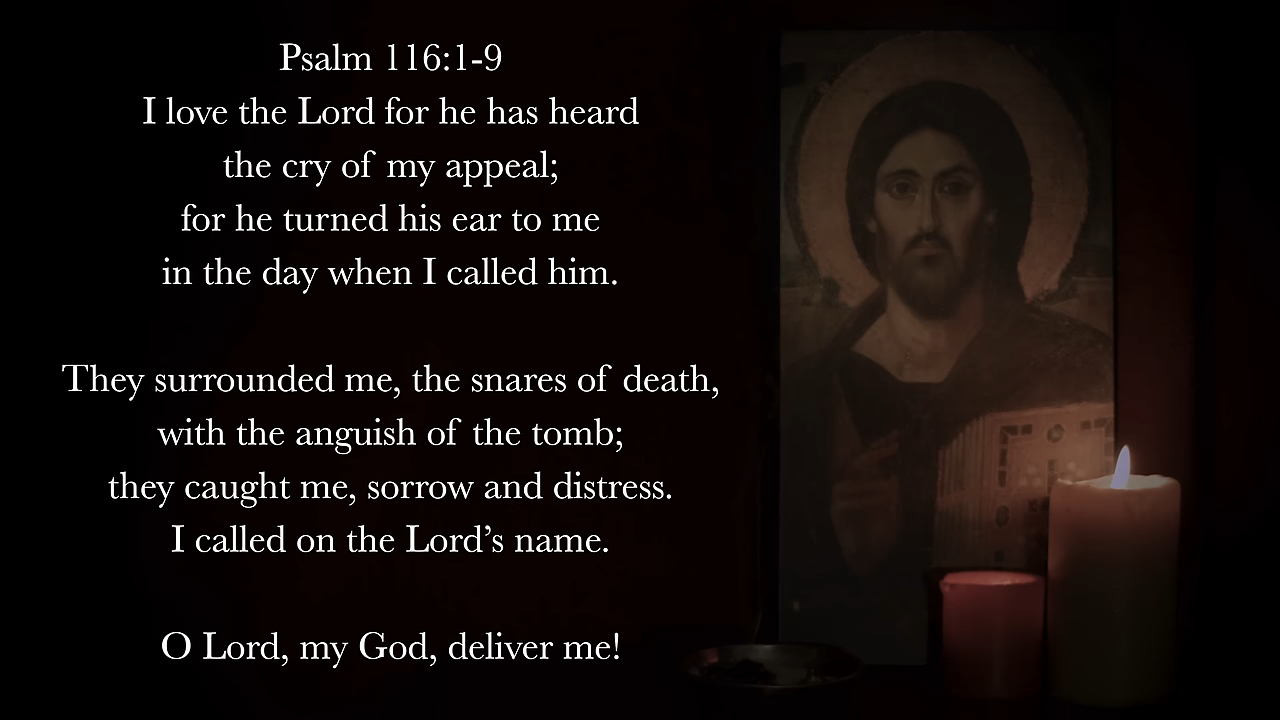 Psalm 116:1-9
I love the Lord for he has heard
the cry of my appeal;
for he turned his ear to me
in the day when I called him.
They surrounded me, the snares of death,
with the anguish of the tomb;
they caught me, sorrow and distress.
I called on the Lord’s name.
O Lord, my God, deliver me!